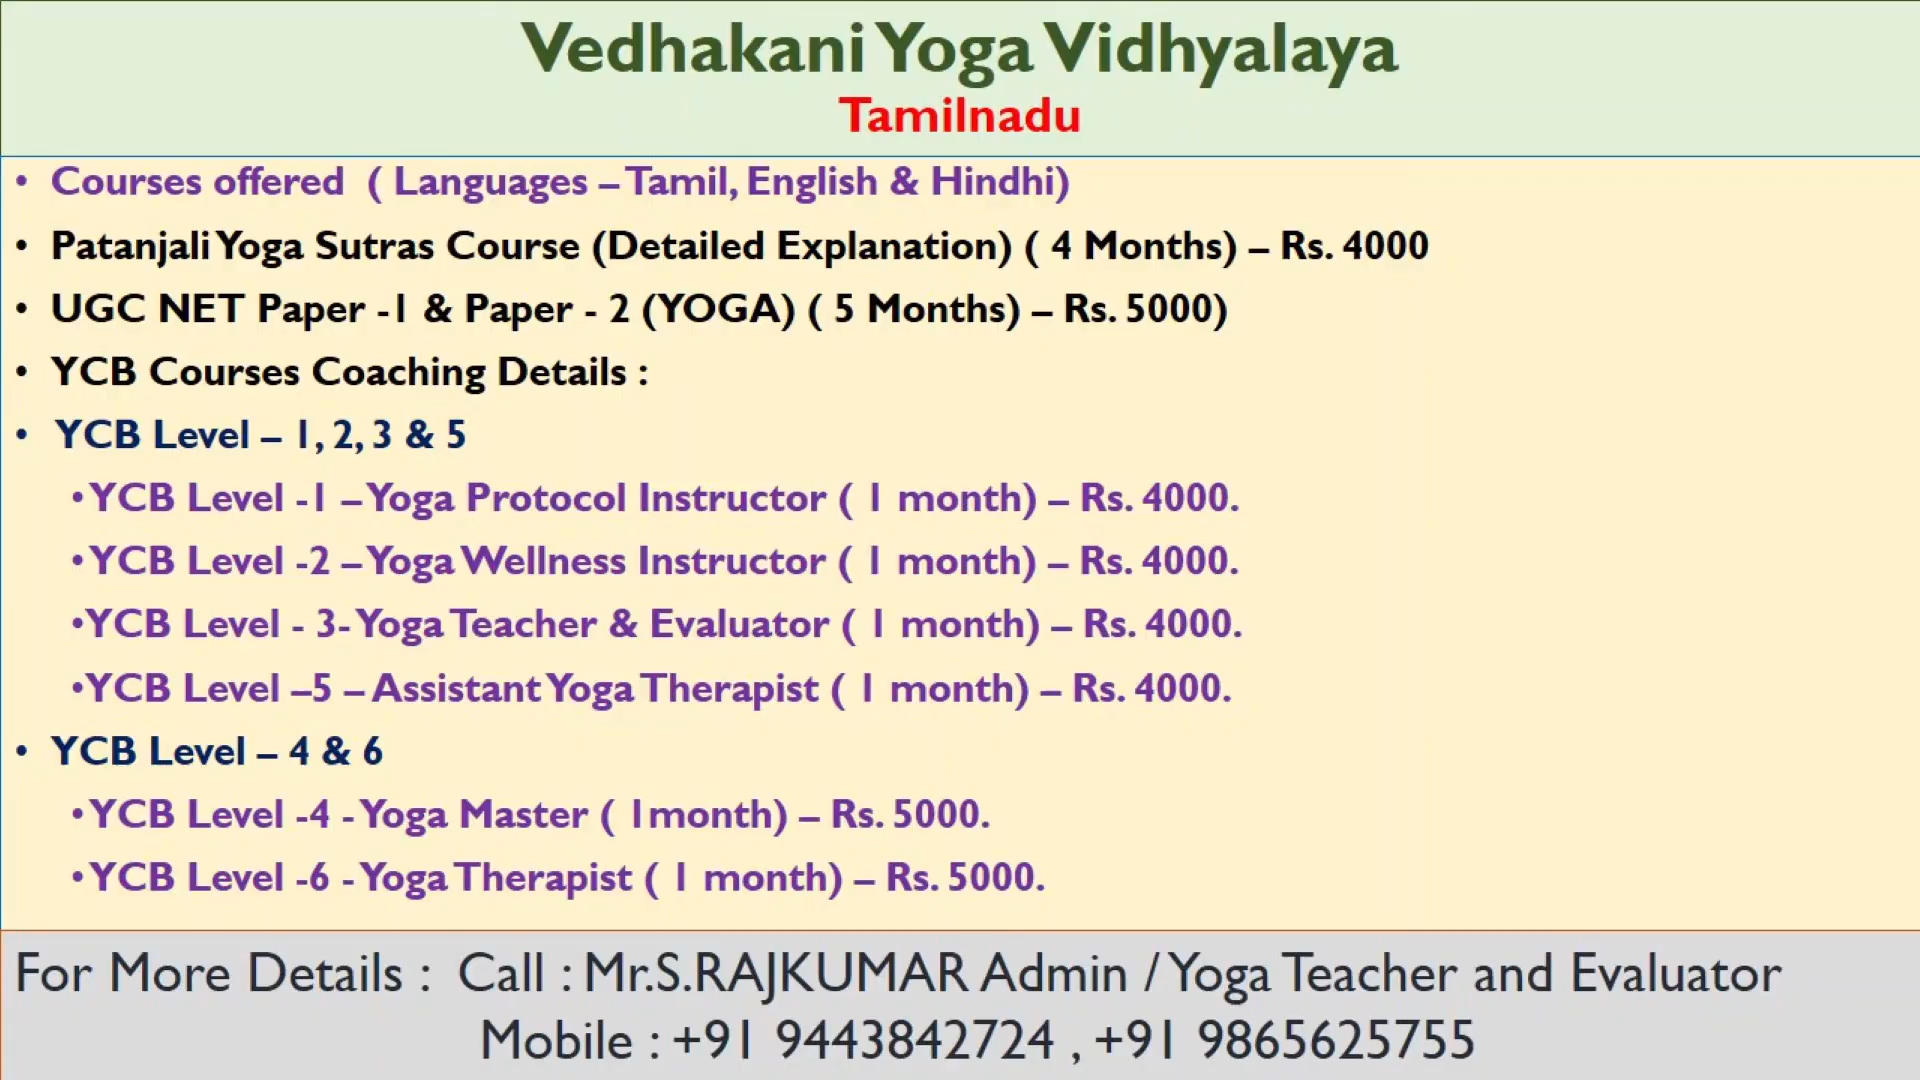 Vedhakani Yoga Vidhyalaya
Tamilnadu
• Courses offered ( Languages – Tamil, English & Hindhi)
• Patanjali Yoga Sutras Course (Detailed Explanation) ( 4 Months) – Rs. 4000
• UGC NET Paper -1 & Paper - 2 (YOGA) ( 5 Months) – Rs. 5000)
• YCB Courses Coaching Details :
• YCB Level – 1, 2, 3 & 5
• YCB Level -1 – Yoga Protocol Instructor ( 1 month) – Rs. 4000.
• YCB Level -2 – Yoga Wellness Instructor ( 1 month) – Rs. 4000.
• YCB Level - 3- Yoga Teacher & Evaluator ( 1 month) – Rs. 4000.
• YCB Level –5 – Assistant Yoga Therapist ( 1 month) – Rs. 4000.
• YCB Level – 4 & 6
• YCB Level -4 - Yoga Master ( 1month) – Rs. 5000.
• YCB Level -6 - Yoga Therapist ( 1 month) – Rs. 5000.
For More Details : Call : Mr.S.RAJKUMAR Admin / Yoga Teacher and Evaluator
Mobile : +91 9443842724 , +91 9865625755